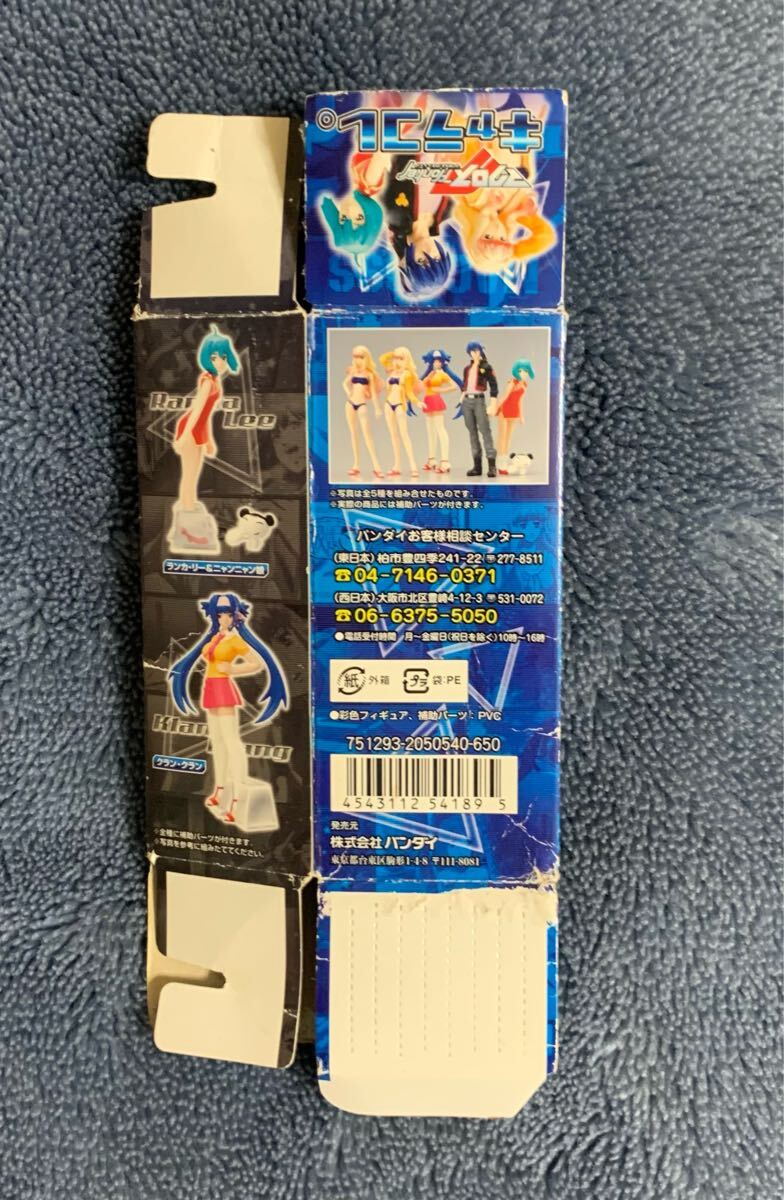 キャラコレ。
マクロス Frontier
Ranka
Lee
ランカ・リー&ニャンニャン娘
Klan
Klang
クラン・クラン
※全種に補助パーツが付きます。
※写真を参考に組みたててください。
※写真は全5種を組み合せたものです。
※実際の商品には補助パーツが付きます。
バンダイお客様相談センター
(東日本)柏市豊四季241-22 〒277-8511
☎04-7146-0371
(西日本)大阪市北区豊崎4-12-3 〒531-0072
☎06-6375-5050
●電話受付時間 月〜金曜日(祝日を除く)10時〜16時
紙 外箱 プラ 袋:PE
●彩色フィギュア、補助パーツ:PVC
751293-2050540-650
4543112 54189 5
発売元
株式会社 バンダイ
東京都台東区駒形1-4-8 〒111-8081